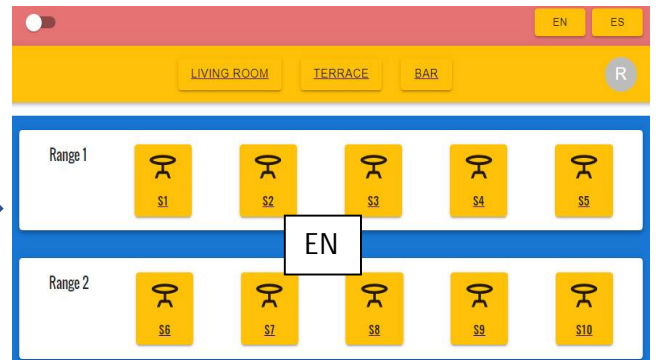 EN ES
LIVING ROOM TERRACE BAR R
Range 1
S1 S2 S3 S4 S5
EN
Range 2
S6 S7 S8 S9 S10